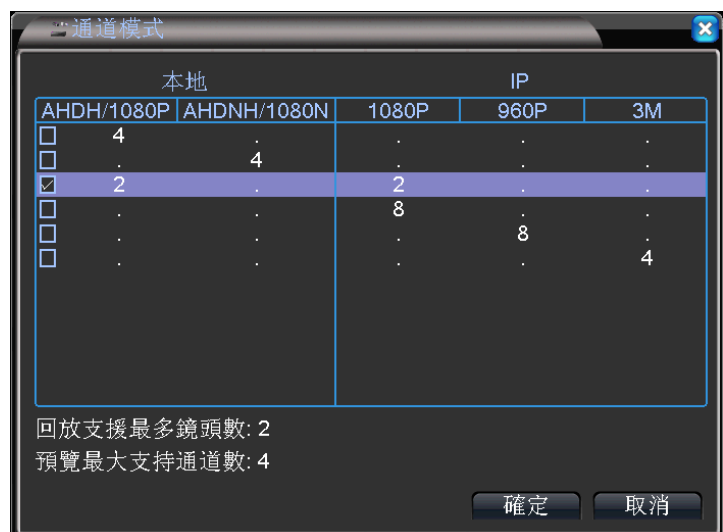 通道模式
本地 IP
AHDH/1080P AHDNH/1080N 1080P 960P 3M
4 . . . .
. 4 . . .
2 . 2 . .
. . 8 . .
. . . 8 .
. . . . 4
回放支援最多鏡頭數: 2
預覽最大支持通道數: 4
確定 取消